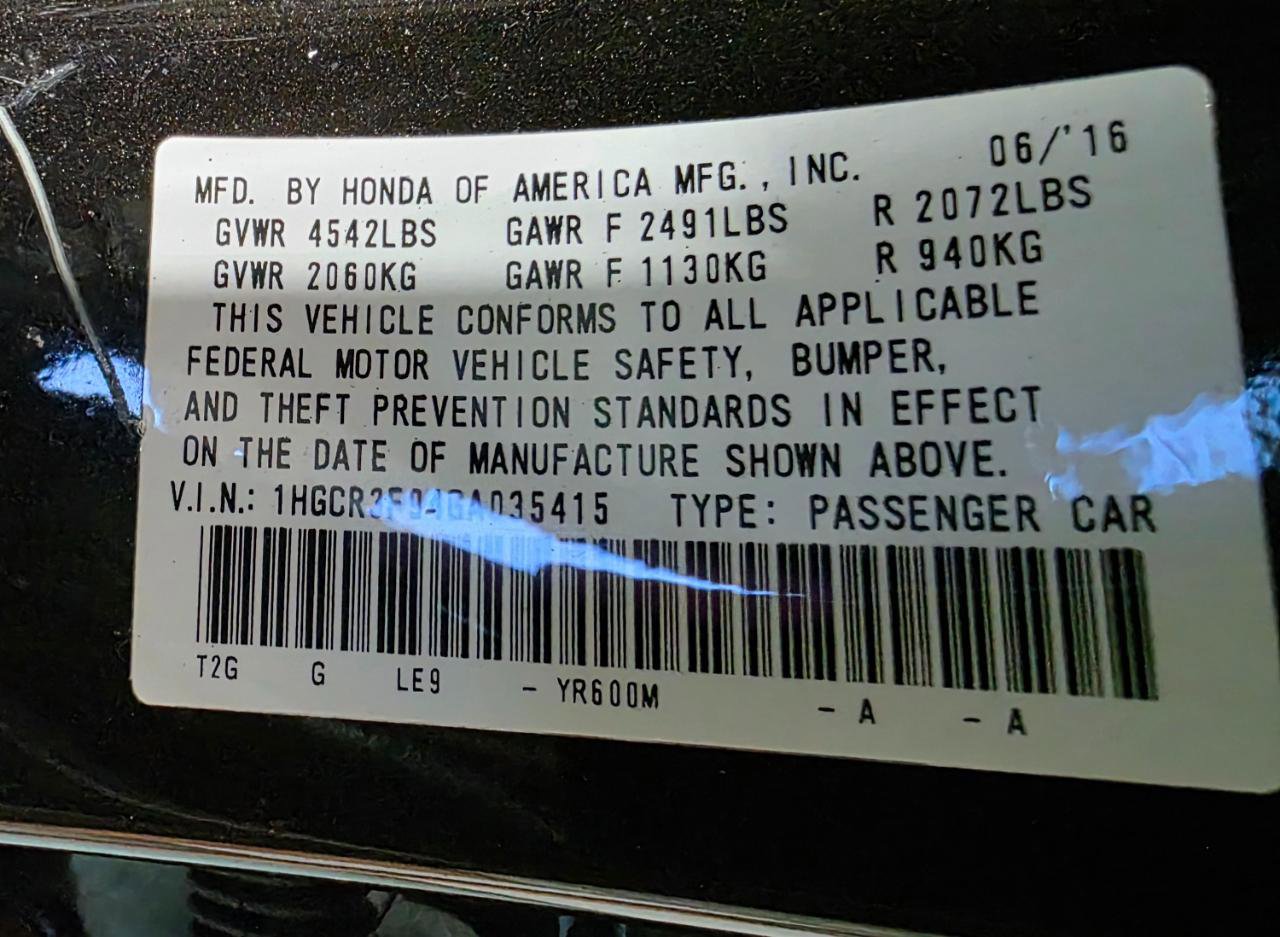 MFD. BY HONDA OF AMERICA MFG., INC. 06/'16
GVWR 4542LBS GAWR F 2491LBS R 2072LBS
GVWR 2060KG GAWR F 1130KG R 940KG
THIS VEHICLE CONFORMS TO ALL APPLICABLE
FEDERAL MOTOR VEHICLE SAFETY, BUMPER,
AND THEFT PREVENTION STANDARDS IN EFFECT
ON THE DATE OF MANUFACTURE SHOWN ABOVE.
V.I.N.: 1HGCR3F94GA035415 TYPE: PASSENGER CAR
T2G G LE9 - YR600M - A - A